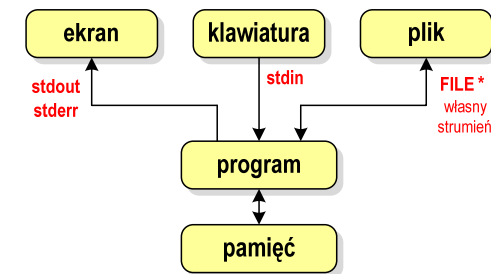 ekran
klawiatura
plik
stdout
stderr
stdin
FILE *
własny
strumień
program
pamięć